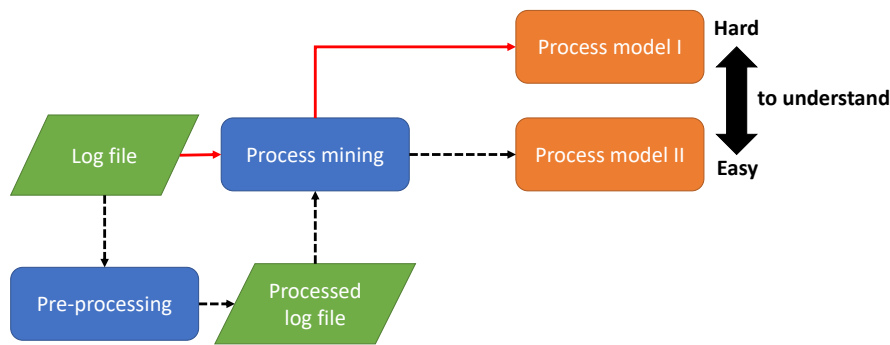 Process model I
Hard
to understand
Log file
Process mining
Process model II
Easy
Pre-processing
Processed
log file